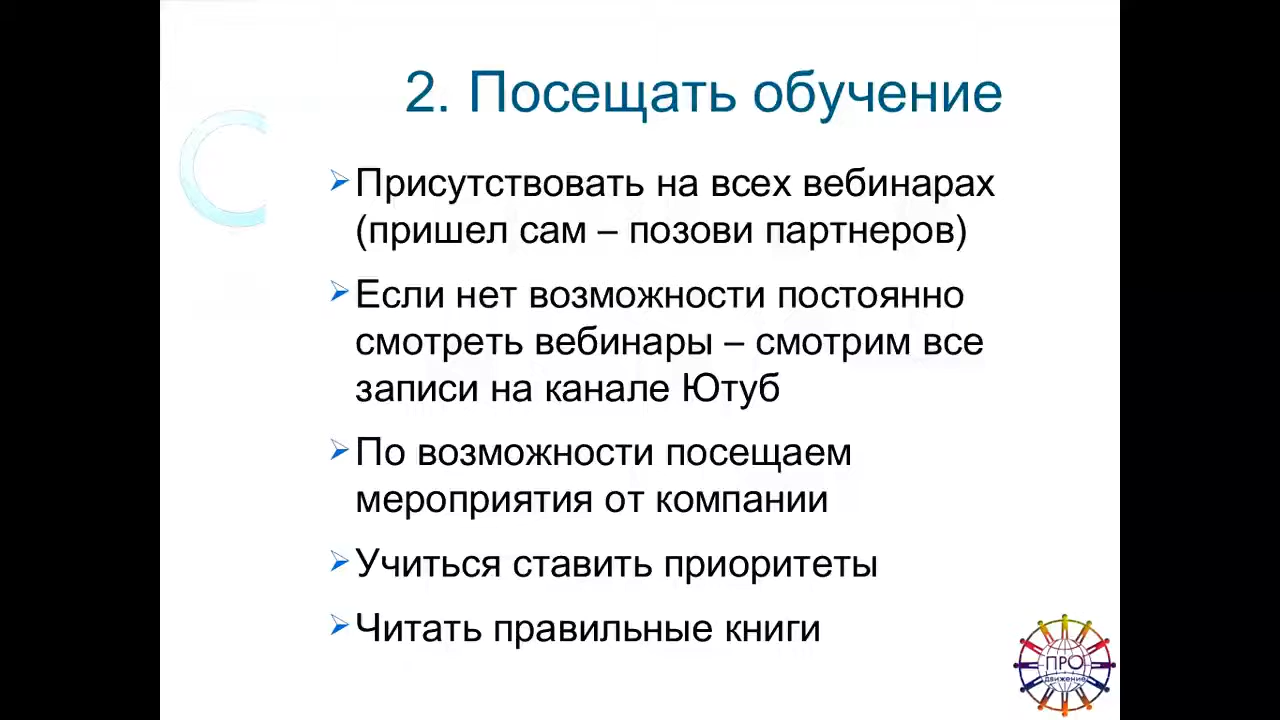 2. Посещать обучение
Присутствовать на всех вебинарах
(пришел сам – позови партнеров)
Если нет возможности постоянно
смотреть вебинары – смотрим все
записи на канале Ютуб
По возможности посещаем
мероприятия от компании
Учиться ставить приоритеты
Читать правильные книги
ПРО
движение